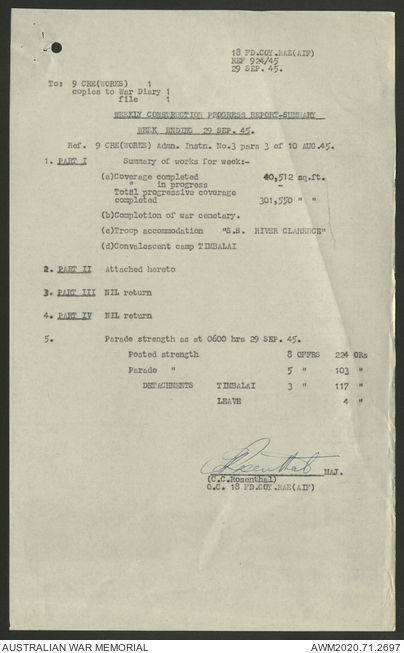 18 FD.COY.RAE(AIF)
REF 924/45
29 SEP. 45.
To: 9 CRE(WORKS) 1
copies to War Diary 1
file 1
WEEKLY CONSTRUCTION PROGRESS REPORT-SUMMARY
WEEK ENDING 29 SEP. 45.
Ref. 9 CRE(WORKS) Admn. Instn. No.3 para 3 of 10 AUG.45.
1. PART I Summary of works for week:-
(a)Coverage completed 40,512 sq.ft.
" in progress -
Total progressive coverage
completed 301,550 " "
(b)Completion of war cemetary.
(c)Troop accommodation "S.S. RIVER CLARENCE"
(d)Convalescent camp TIMBALAI
2. PART II Attached hereto
3. PART III NIL return
4. PART IV NIL return
5. Parade strength as at 0600 hrs 29 SEP. 45.
Posted strength 8 OFFRS 224 ORs
Parade " 5 " 103 "
DETACHMENTS TIMBALAI 3 " 117 "
LEAVE 4 "
C Rosenthal MAJ.
(C.C.Rosenthal)
O.C. 18 FD.COY.RAE(AIF)
AUSTRALIAN WAR MEMORIAL AWM2020.71.2697